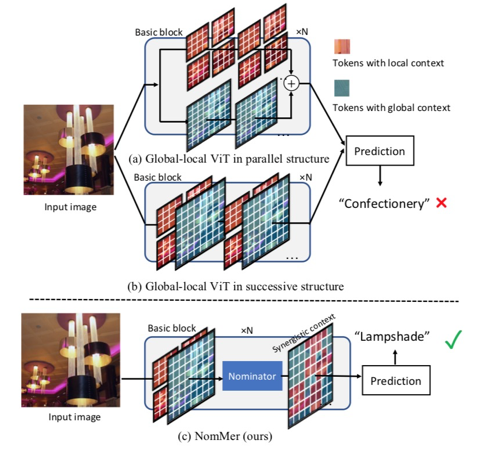 Basic block
×N
Tokens with local context
Tokens with global context
+
...
(a) Global-local ViT in parallel structure
Input image
Prediction
Basic block
×N
“Confectionery” ×
...
(b) Global-local ViT in successive structure
Basic block
×N
Synergistic context
“Lampshade” ✓
Nominator
Prediction
Input image
(c) NomMer (ours)